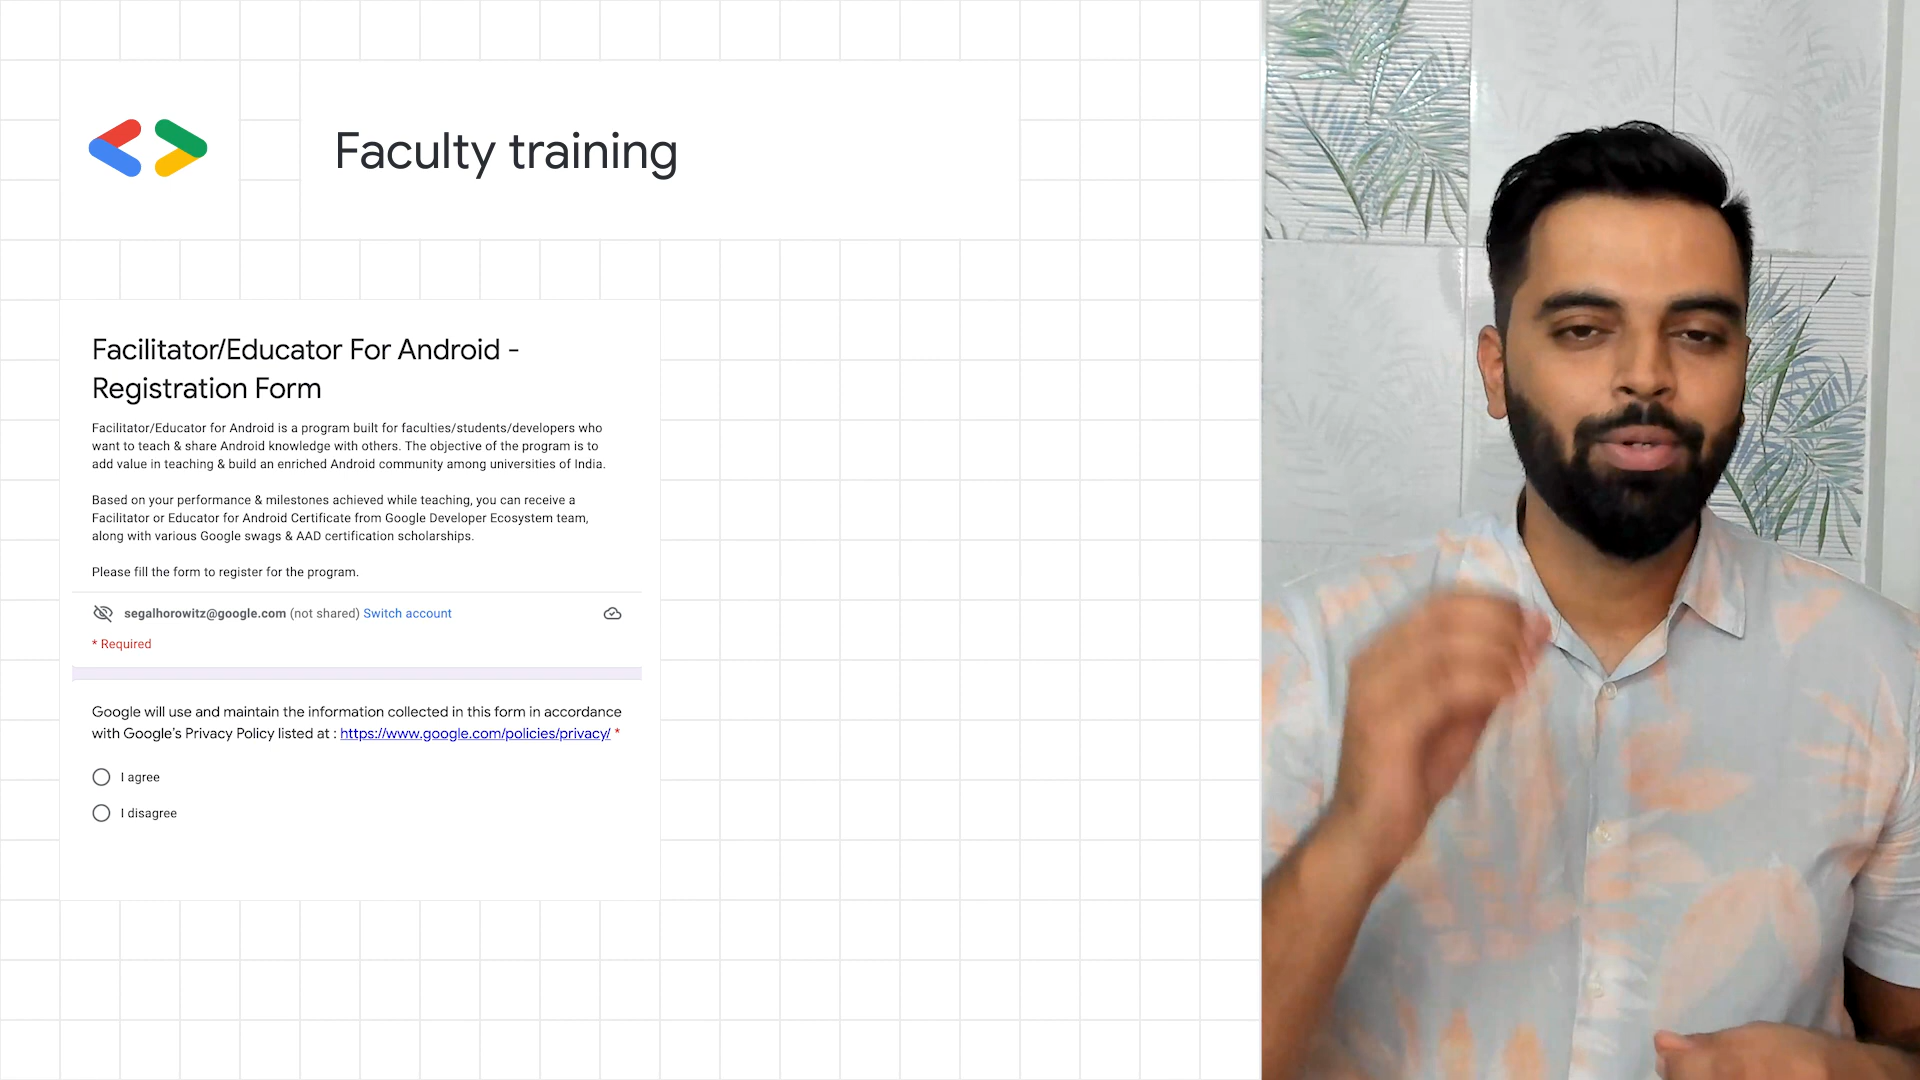 Faculty training
Facilitator/Educator For Android -
Registration Form
Facilitator/Educator for Android is a program built for faculties/students/developers who
want to teach & share Android knowledge with others. The objective of the program is to
add value in teaching & build an enriched Android community among universities of India.
Based on your performance & milestones achieved while teaching, you can receive a
Facilitator or Educator for Android Certificate from Google Developer Ecosystem team,
along with various Google swags & AAD certification scholarships.
Please fill the form to register for the program.
segalhorowitz@google.com (not shared) Switch account
* Required
Google will use and maintain the information collected in this form in accordance
with Google's Privacy Policy listed at : https://www.google.com/policies/privacy/ *
I agree
I disagree